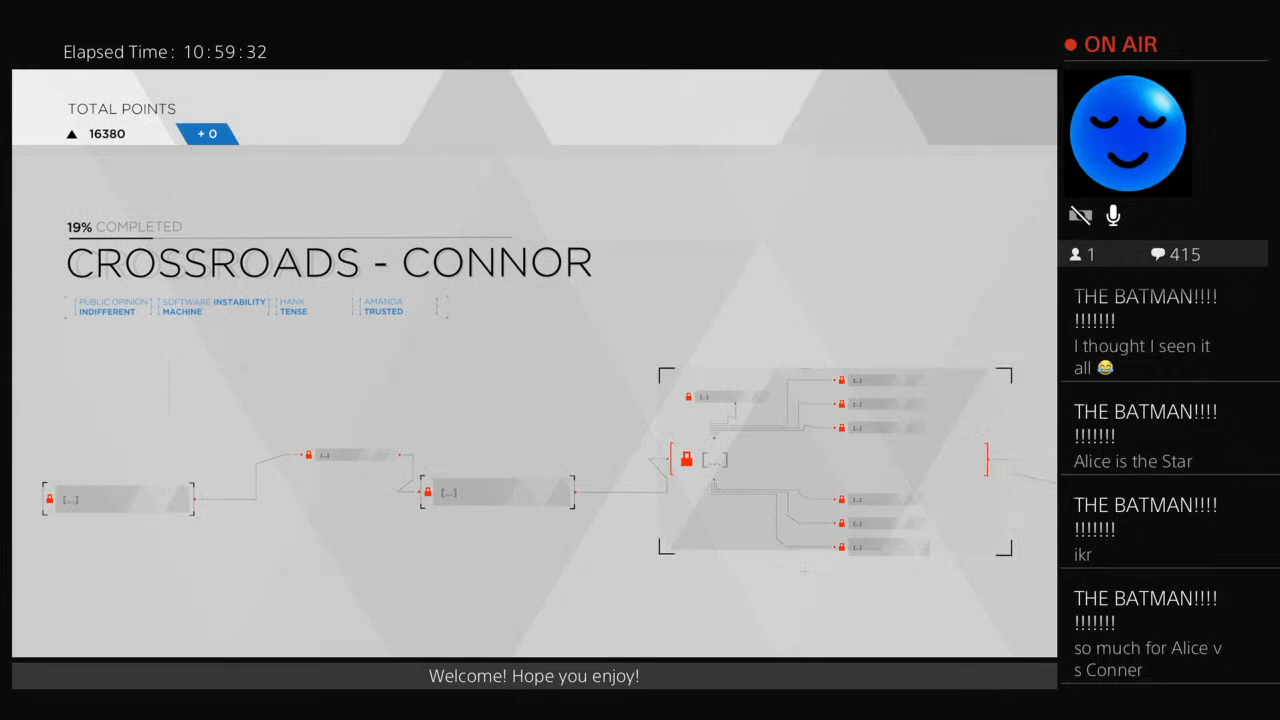 Elapsed Time: 10:59:32
ON AIR
TOTAL POINTS
16380
+ 0
19% COMPLETED
CROSSROADS - CONNOR
PUBLIC OPINION
INDIFFERENT
SOFTWARE INSTABILITY
MACHINE
HANK
TENSE
AMANDA
TRUSTED
[...]
[...]
[...]
[...]
[...]
[...]
[...]
[...]
[...]
[...]
[...]
Welcome! Hope you enjoy!
1
415
THE BATMAN!!!!
!!!!!!!
I thought I seen it
all 😂
THE BATMAN!!!!
!!!!!!!
Alice is the Star
THE BATMAN!!!!
!!!!!!!
ikr
THE BATMAN!!!!
!!!!!!!
so much for Alice v
s Conner